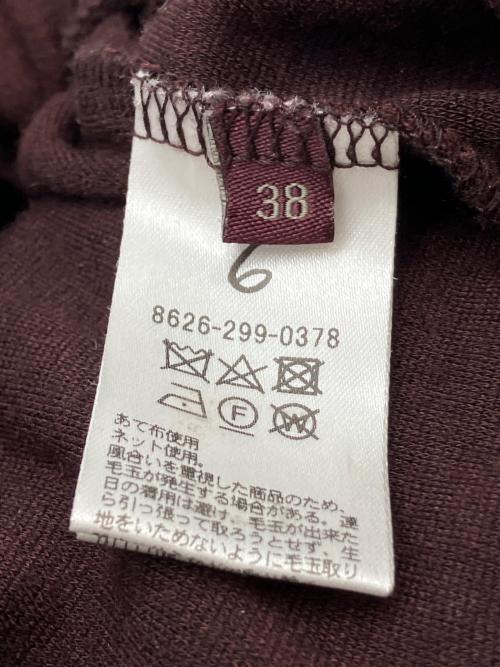 38
6
8626-299-0378
F
W
あて布使用
ネット使用。
風合いを重視した商品のため、
毛玉が発生する場合がある。連
日の着用は避け、毛玉が出来た
ら引っ張って取ろうとせず、生
地をいためないように毛玉取り